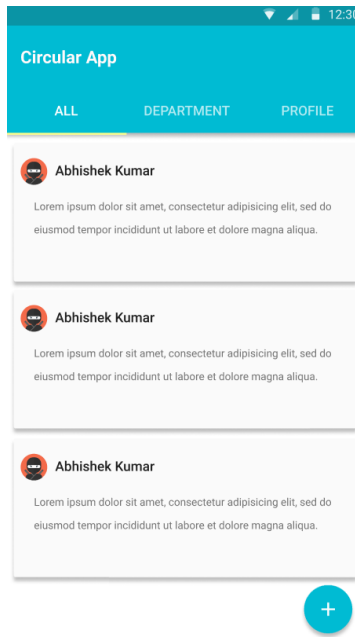 12:30
Circular App
ALL DEPARTMENT PROFILE
Abhishek Kumar
Lorem ipsum dolor sit amet, consectetur adipisicing elit, sed do
eiusmod tempor incididunt ut labore et dolore magna aliqua.
Abhishek Kumar
Lorem ipsum dolor sit amet, consectetur adipisicing elit, sed do
eiusmod tempor incididunt ut labore et dolore magna aliqua.
Abhishek Kumar
Lorem ipsum dolor sit amet, consectetur adipisicing elit, sed do
eiusmod tempor incididunt ut labore et dolore magna aliqua.
+